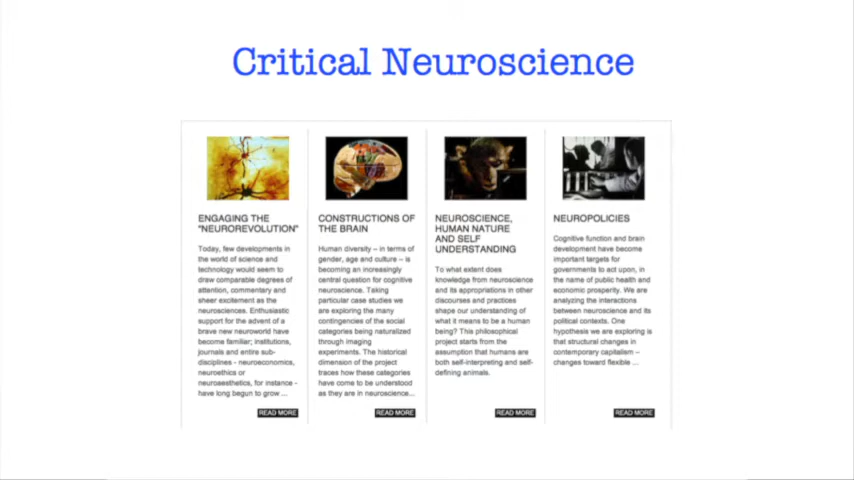 Critical Neuroscience
ENGAGING THE
"NEUROREVOLUTION"
Today, few developments in
the world of science and
technology would seem to
draw comparable degrees of
attention, commentary and
sheer excitement as the
neurosciences. Enthusiastic
support for the advent of a
brave new neuroworld have
become familiar; institutions,
journals and entire sub-
disciplines - neuroeconomics,
neuroethics or
neuroaesthetics, for instance -
have long begun to grow ...
READ MORE
CONSTRUCTIONS OF
THE BRAIN
Human diversity – in terms of
gender, age and culture – is
becoming an increasingly
central question for cognitive
neuroscience. Taking
particular case studies we
are exploring the many
contingencies of the social
categories being naturalized
through imaging
experiments. The historical
dimension of the project
traces how these categories
have come to be understood
as they are in neuroscience...
READ MORE
NEUROSCIENCE,
HUMAN NATURE
AND SELF
UNDERSTANDING
To what extent does
knowledge from neuroscience
and its appropriations in other
discourses and practices
shape our understanding of
what it means to be a human
being? This philosophical
project starts from the
assumption that humans are
both self-interpreting and self-
defining animals.
READ MORE
NEUROPOLICIES
Cognitive function and brain
development have become
important targets for
governments to act upon, in
the name of public health and
economic prosperity. We are
analyzing the interactions
between neuroscience and its
political contexts. One
hypothesis we are exploring is
that structural changes in
contemporary capitalism –
changes toward flexible ...
READ MORE